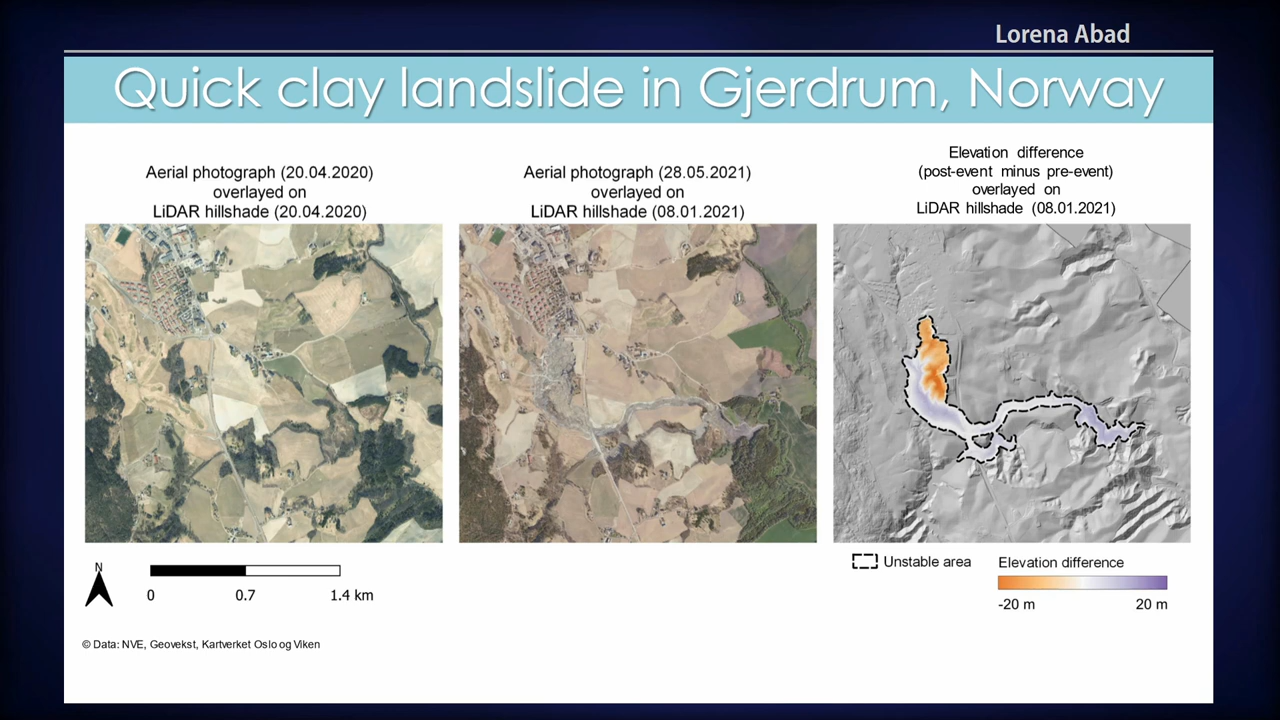 Lorena Abad
Quick clay landslide in Gjerdrum, Norway
Aerial photograph (20.04.2020)
overlayed on
LiDAR hillshade (20.04.2020)
Aerial photograph (28.05.2021)
overlayed on
LiDAR hillshade (08.01.2021)
Elevation difference
(post-event minus pre-event)
overlayed on
LiDAR hillshade (08.01.2021)
N
0 0.7 1.4 km
Unstable area
Elevation difference
-20 m 20 m
© Data: NVE, Geovekst, Kartverket Oslo og Viken